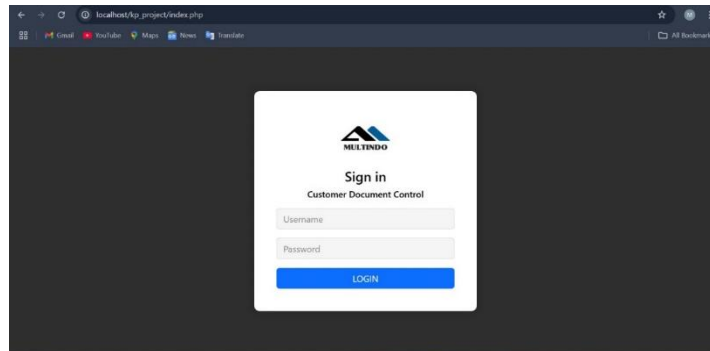 localhost/kp_project/index.php
M
Gmail YouTube Maps News Translate
All Bookmark
MULTINDO
Sign in
Customer Document Control
Username
Password
LOGIN